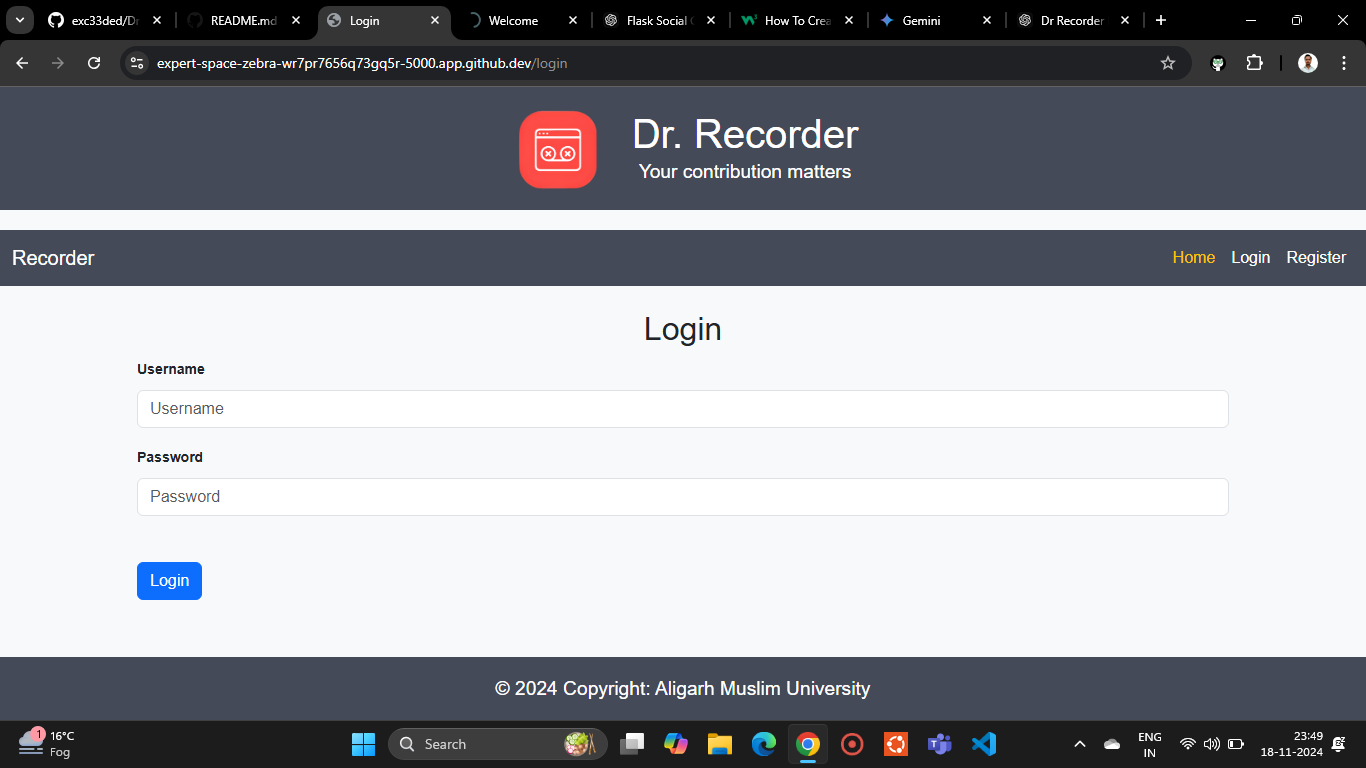 exc33ded/Dr
README.md
Login
Welcome
Flask Social
How To Crea
Gemini
Dr Recorder
expert-space-zebra-wr7pr7656q73gq5r-5000.app.github.dev/login
Dr. Recorder
Your contribution matters
Recorder
Home Login Register
Login
Username
Username
Password
Password
Login
© 2024 Copyright: Aligarh Muslim University
1
16°C
Fog
Search
ENG
IN
23:49
18-11-2024